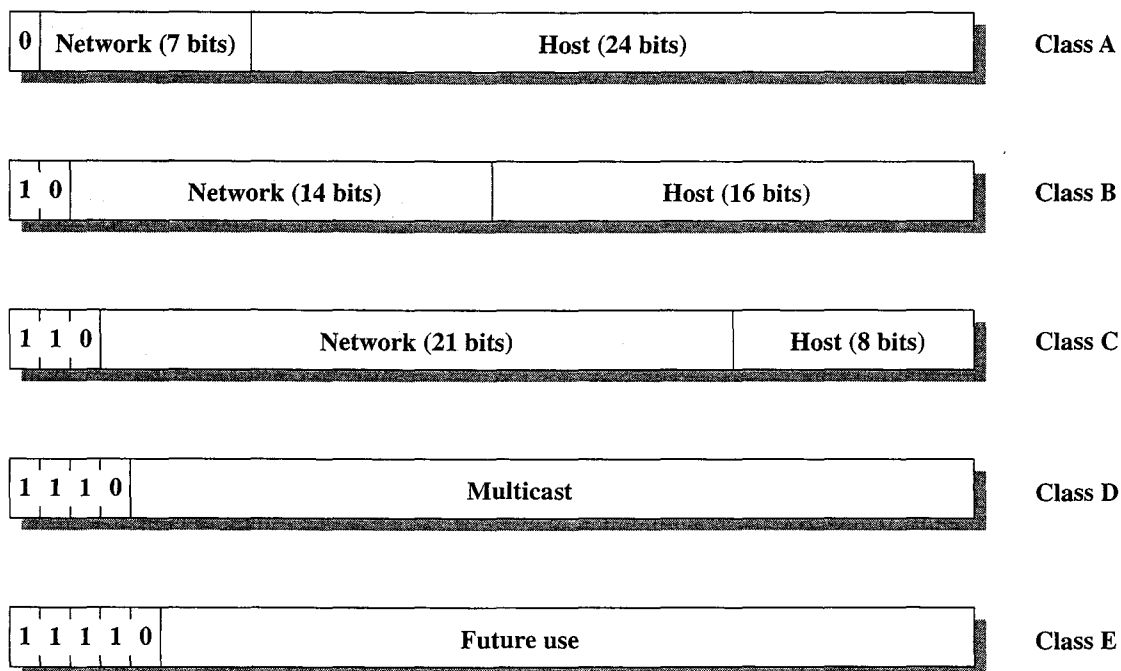 0 Network (7 bits) Host (24 bits) Class A
1 0 Network (14 bits) Host (16 bits) Class B
1 1 0 Network (21 bits) Host (8 bits) Class C
1 1 1 0 Multicast Class D
1 1 1 1 0 Future use Class E